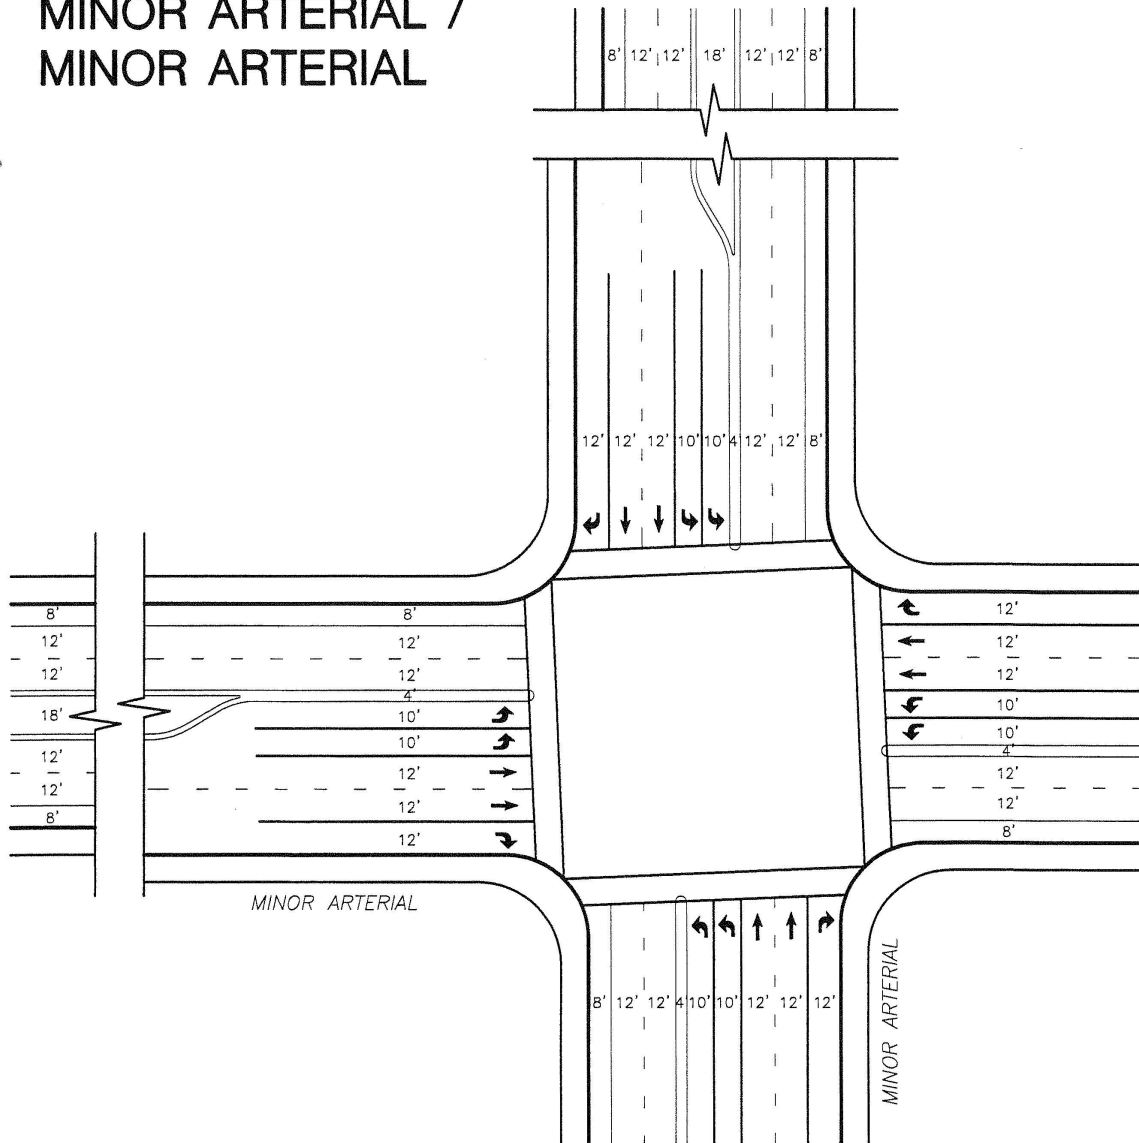 MINOR ARTERIAL /
MINOR ARTERIAL
8' 12' 12' 18' 12' 12' 8'
12' 12' 12' 10' 10' 4' 12' 12' 8'
8' 8' 12'
12' 12' 12'
12' 12' 12'
4' 10'
18' 10' 10'
10' 4'
12' 12' 12'
12' 12' 12'
8' 12' 8'
MINOR ARTERIAL
8' 12' 12' 4' 10' 10' 12' 12' 12'
MINOR ARTERIAL